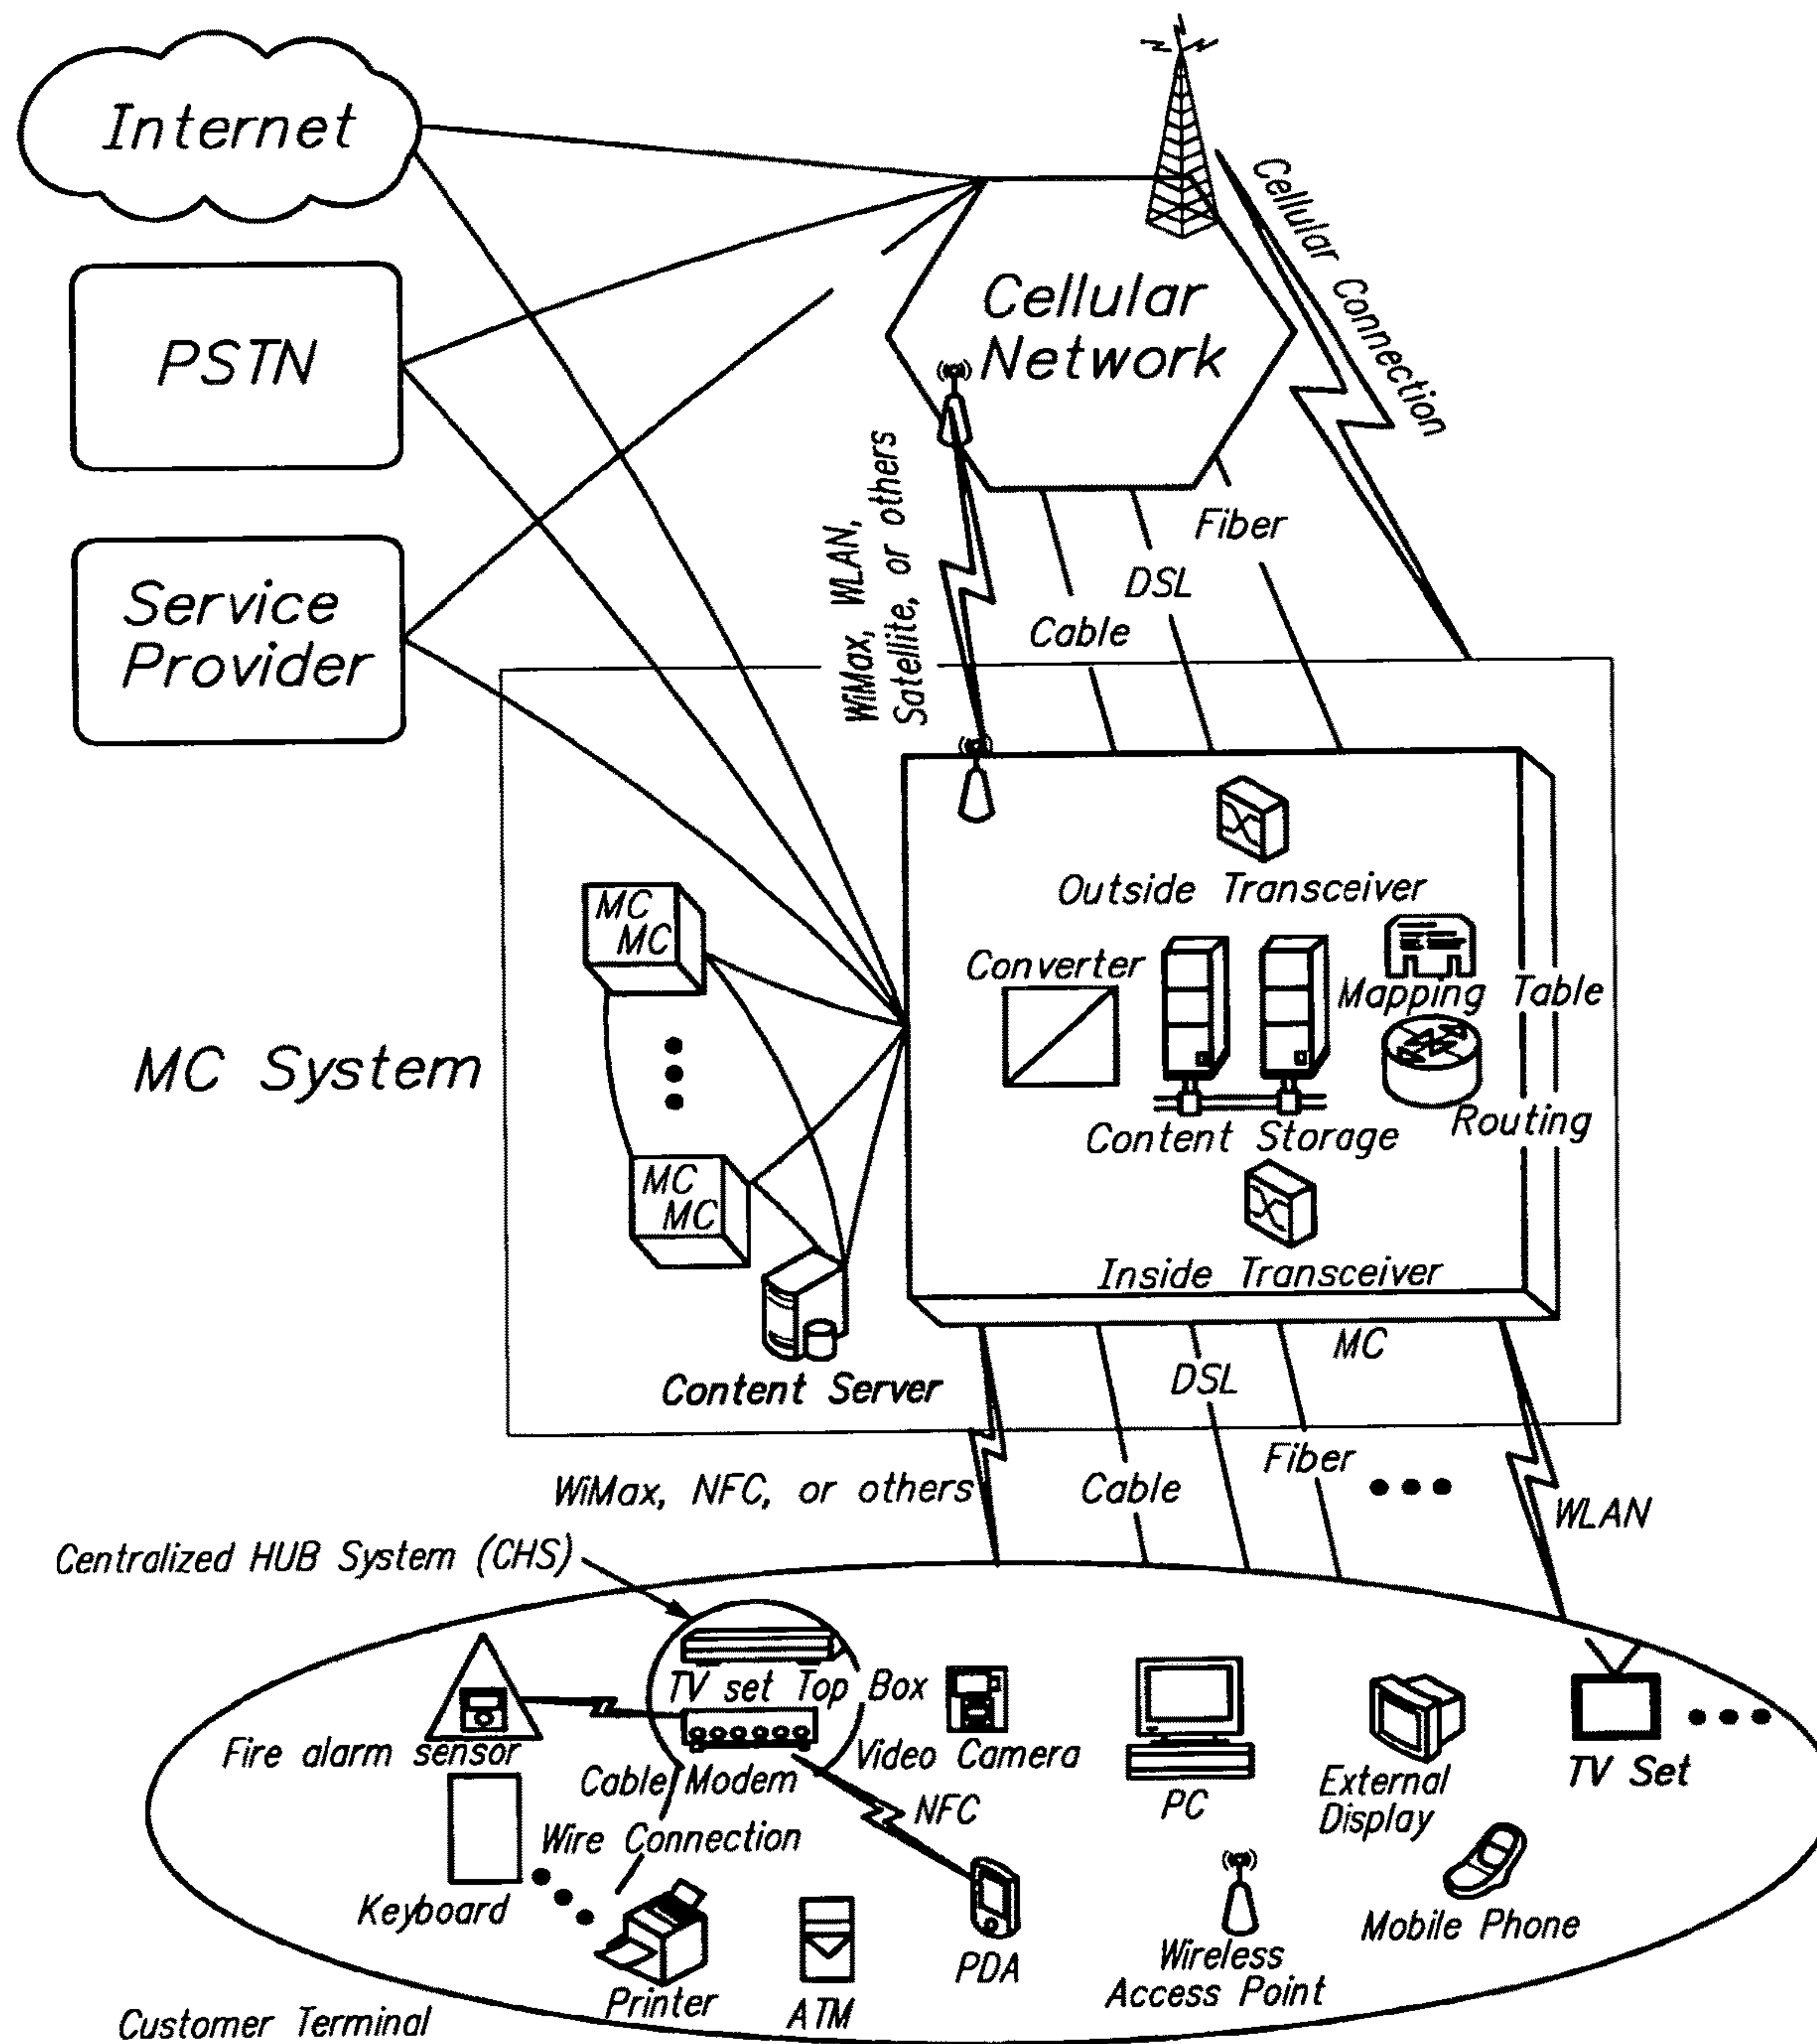 Internet
PSTN
Service
Provider
Cellular
Network
Cellular Connection
WiMax, WLAN,
Satellite, or others
Cable
DSL
Fiber
MC System
MC
MC
MC
MC
Content Server
Outside Transceiver
Converter
Mapping Table
Content Storage
Routing
Inside Transceiver
MC
WiMax, NFC, or others
Cable
DSL
Fiber
WLAN
Centralized HUB System (CHS)
TV set Top Box
Fire alarm sensor
Cable Modem
Video Camera
PC
External
Display
TV Set
NFC
Wire Connection
Keyboard
Printer
ATM
PDA
Wireless
Access Point
Mobile Phone
Customer Terminal